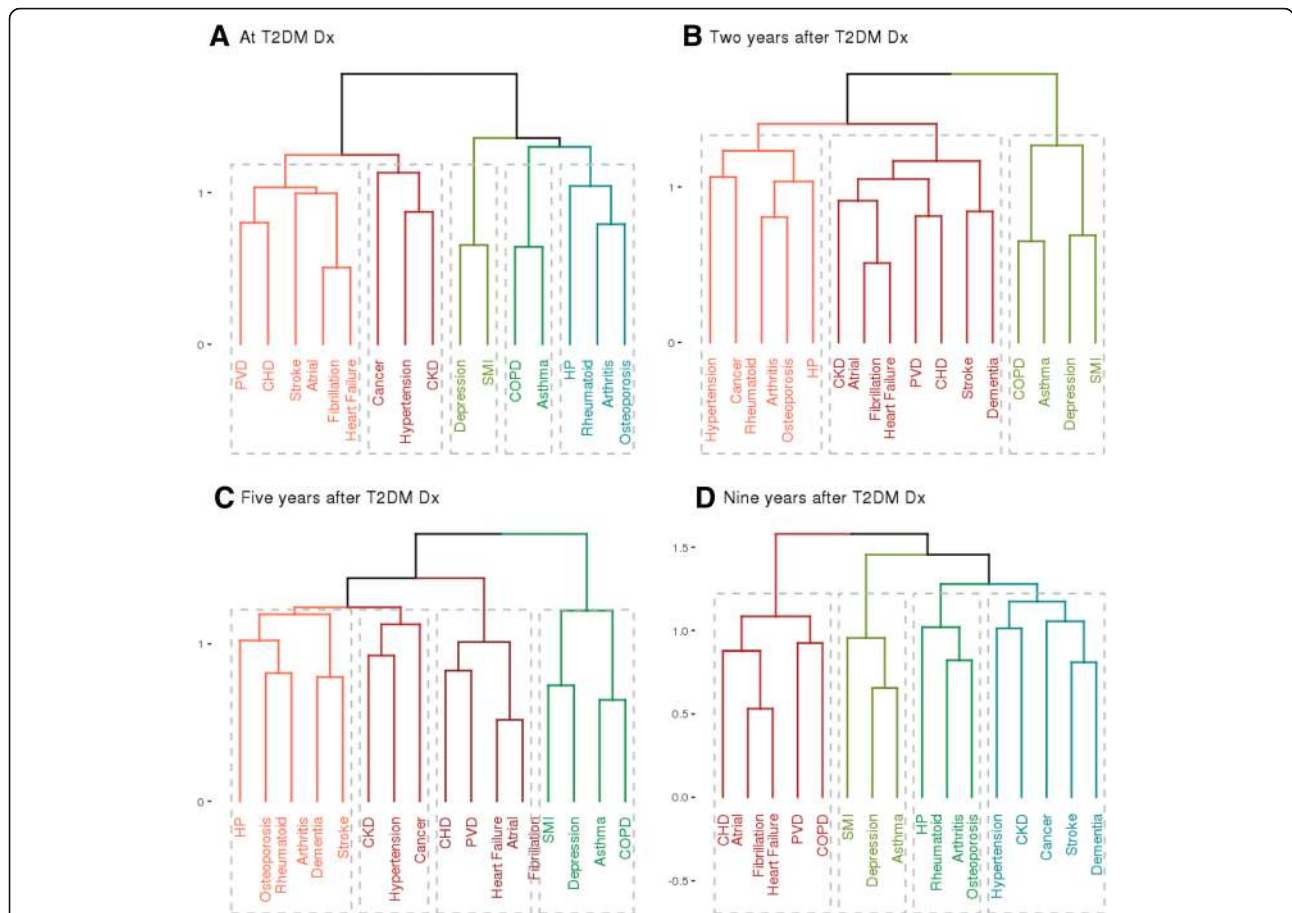 A At T2DM Dx
1
0
PVD
CHD
Stroke
Atrial
Fibrillation
Heart Failure
Cancer
Hypertension
CKD
Depression
SMI
COPD
Asthma
HP
Rheumatoid
Arthritis
Osteoporosis
B Two years after T2DM Dx
1
0
Hypertension
Cancer
Rheumatoid
Arthritis
Osteoporosis
HP
CKD
Atrial
Fibrillation
Heart Failure
PVD
CHD
Stroke
Dementia
COPD
Asthma
Depression
SMI
C Five years after T2DM Dx
1
0
HP
Osteoporosis
Rheumatoid
Arthritis
Dementia
Stroke
CKD
Hypertension
Cancer
CHD
PVD
Heart Failure
Atrial
Fibrillation
SMI
Depression
Asthma
COPD
D Nine years after T2DM Dx
1.5
1.0
0.5
0.0
-0.5
CHD
Atrial
Fibrillation
Heart Failure
PVD
COPD
SMI
Depression
Asthma
HP
Rheumatoid
Arthritis
Osteoporosis
Hypertension
CKD
Cancer
Stroke
Dementia